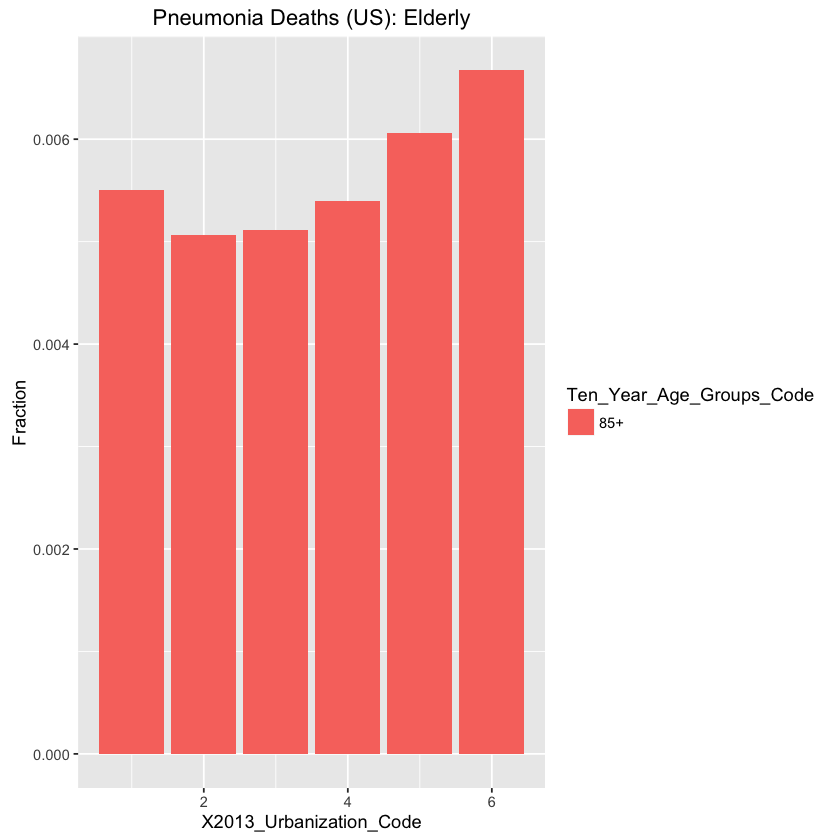 Pneumonia Deaths (US): Elderly
0.006
0.004
0.002
0.000
Fraction
2 4 6
X2013_Urbanization_Code
Ten_Year_Age_Groups_Code
85+